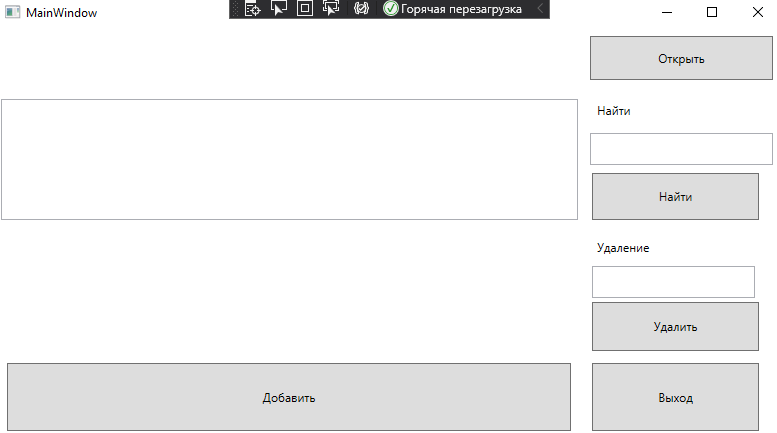 MainWindow
Горячая перезагрузка
Открыть
Найти
Найти
Удаление
Удалить
Добавить
Выход